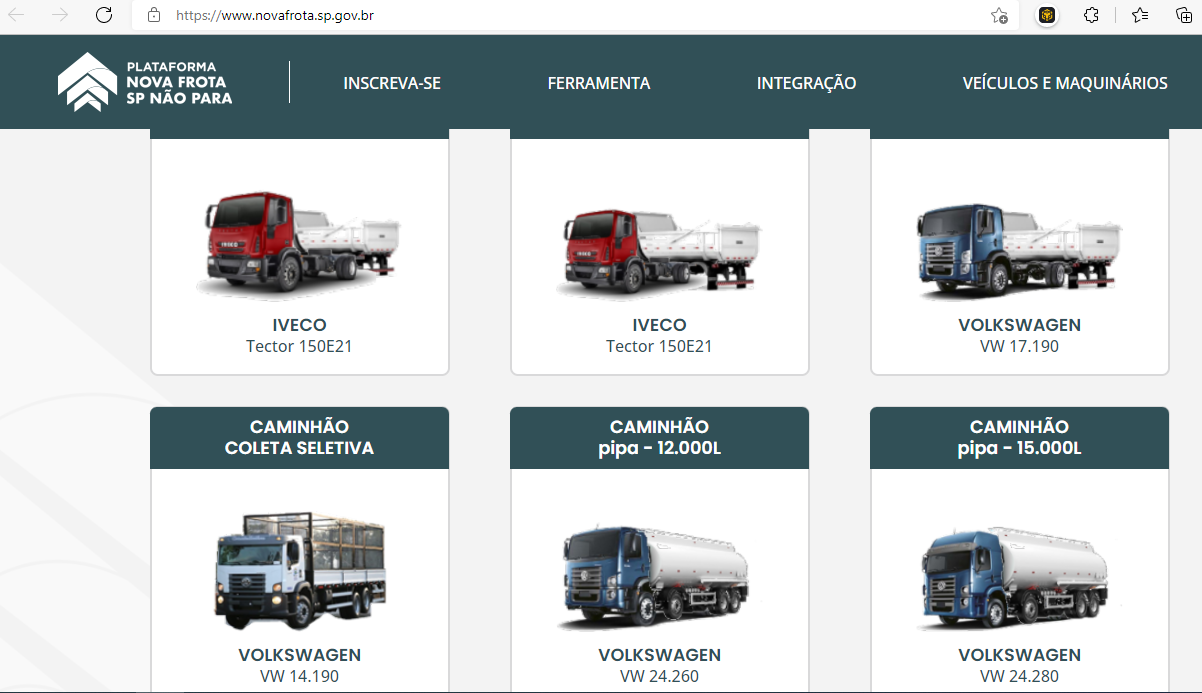 https://www.novafrota.sp.gov.br
PLATAFORMA
NOVA FROTA
SP NÃO PARA
INSCREVA-SE
FERRAMENTA
INTEGRAÇÃO
VEÍCULOS E MAQUINÁRIOS
IVECO
IVECO
Tector 150E21
IVECO
IVECO
Tector 150E21
VOLKSWAGEN
VW 17.190
CAMINHÃO
COLETA SELETIVA
VOLKSWAGEN
VW 14.190
CAMINHÃO
pipa - 12.000L
VOLKSWAGEN
VW 24.260
CAMINHÃO
pipa - 15.000L
VOLKSWAGEN
VW 24.280